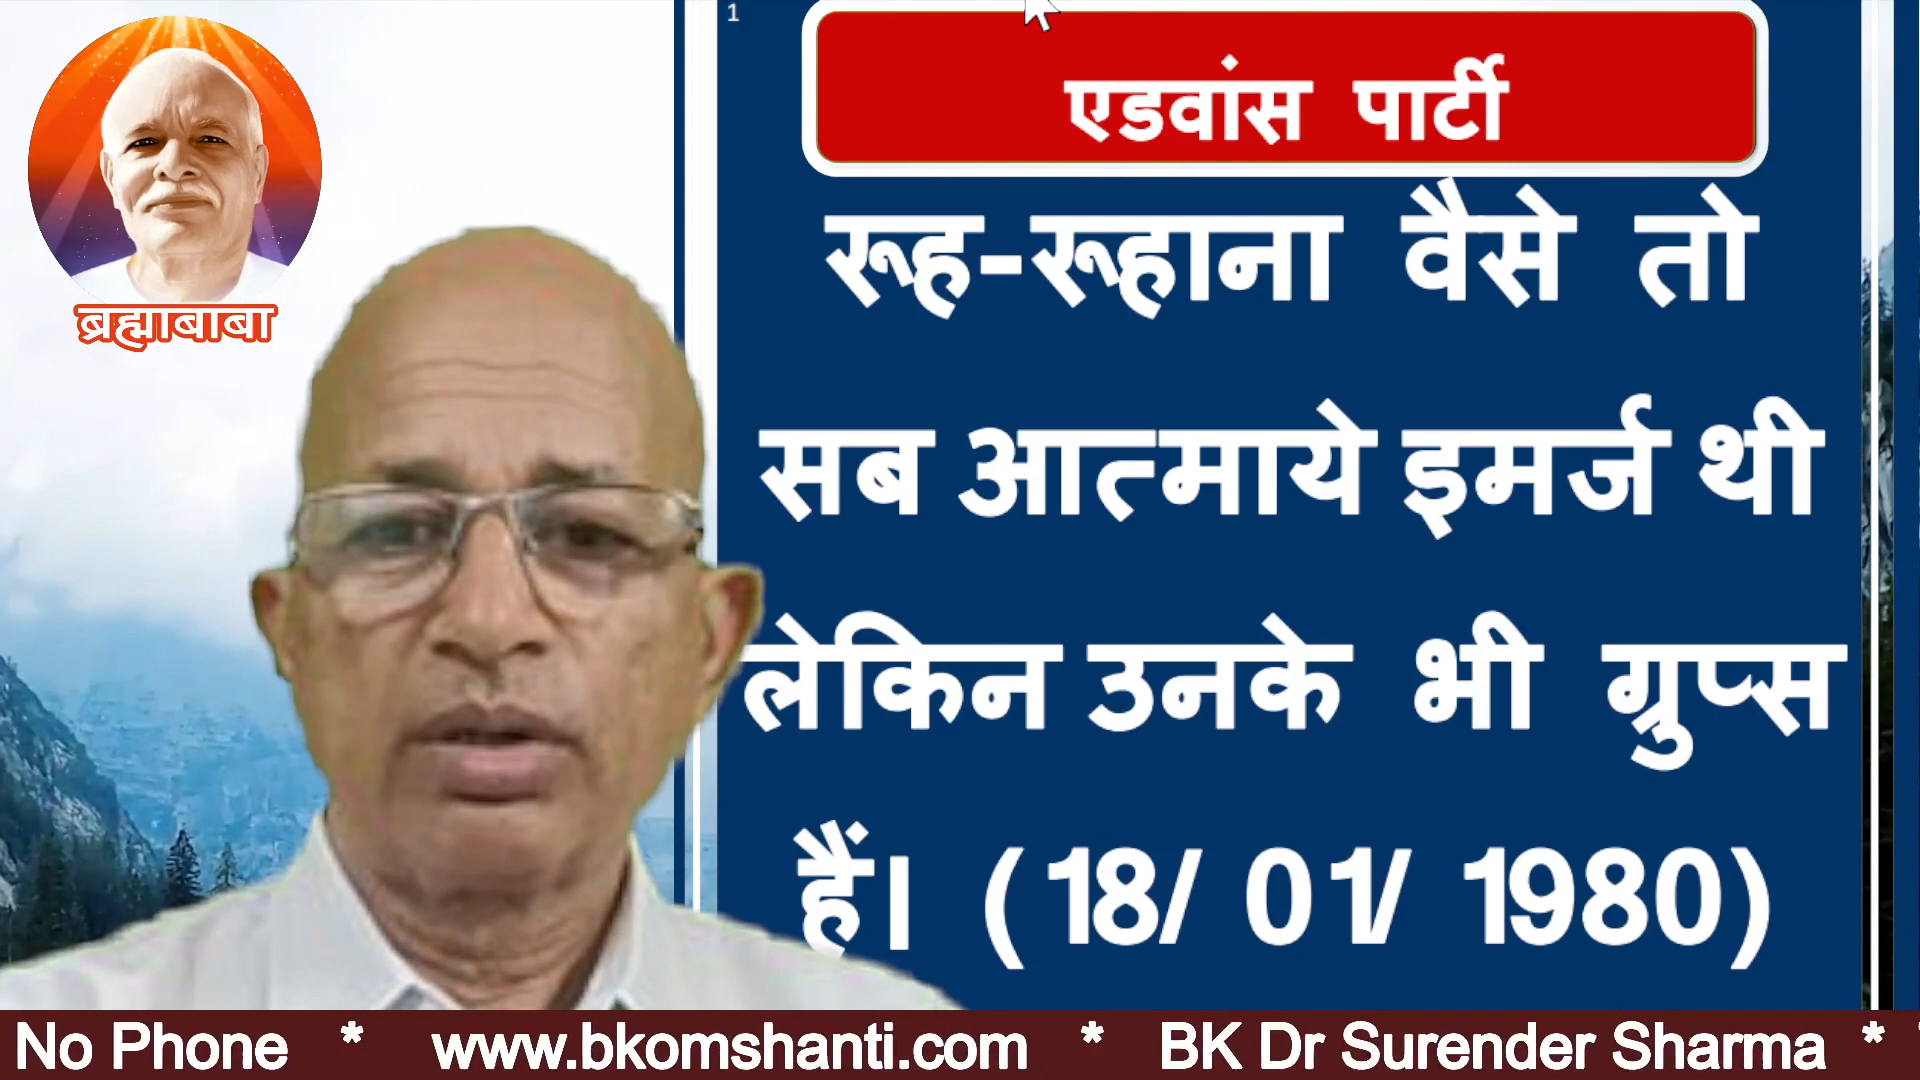 1
एडवांस पार्टी
ब्रह्माबाबा
रूह-रूहाना वैसे तो
सब आत्माये इमर्ज थी
लेकिन उनके भी ग्रुप्स
हैं। (18/ 01/ 1980)
No Phone * www.bkomshanti.com * BK Dr Surender Sharma *